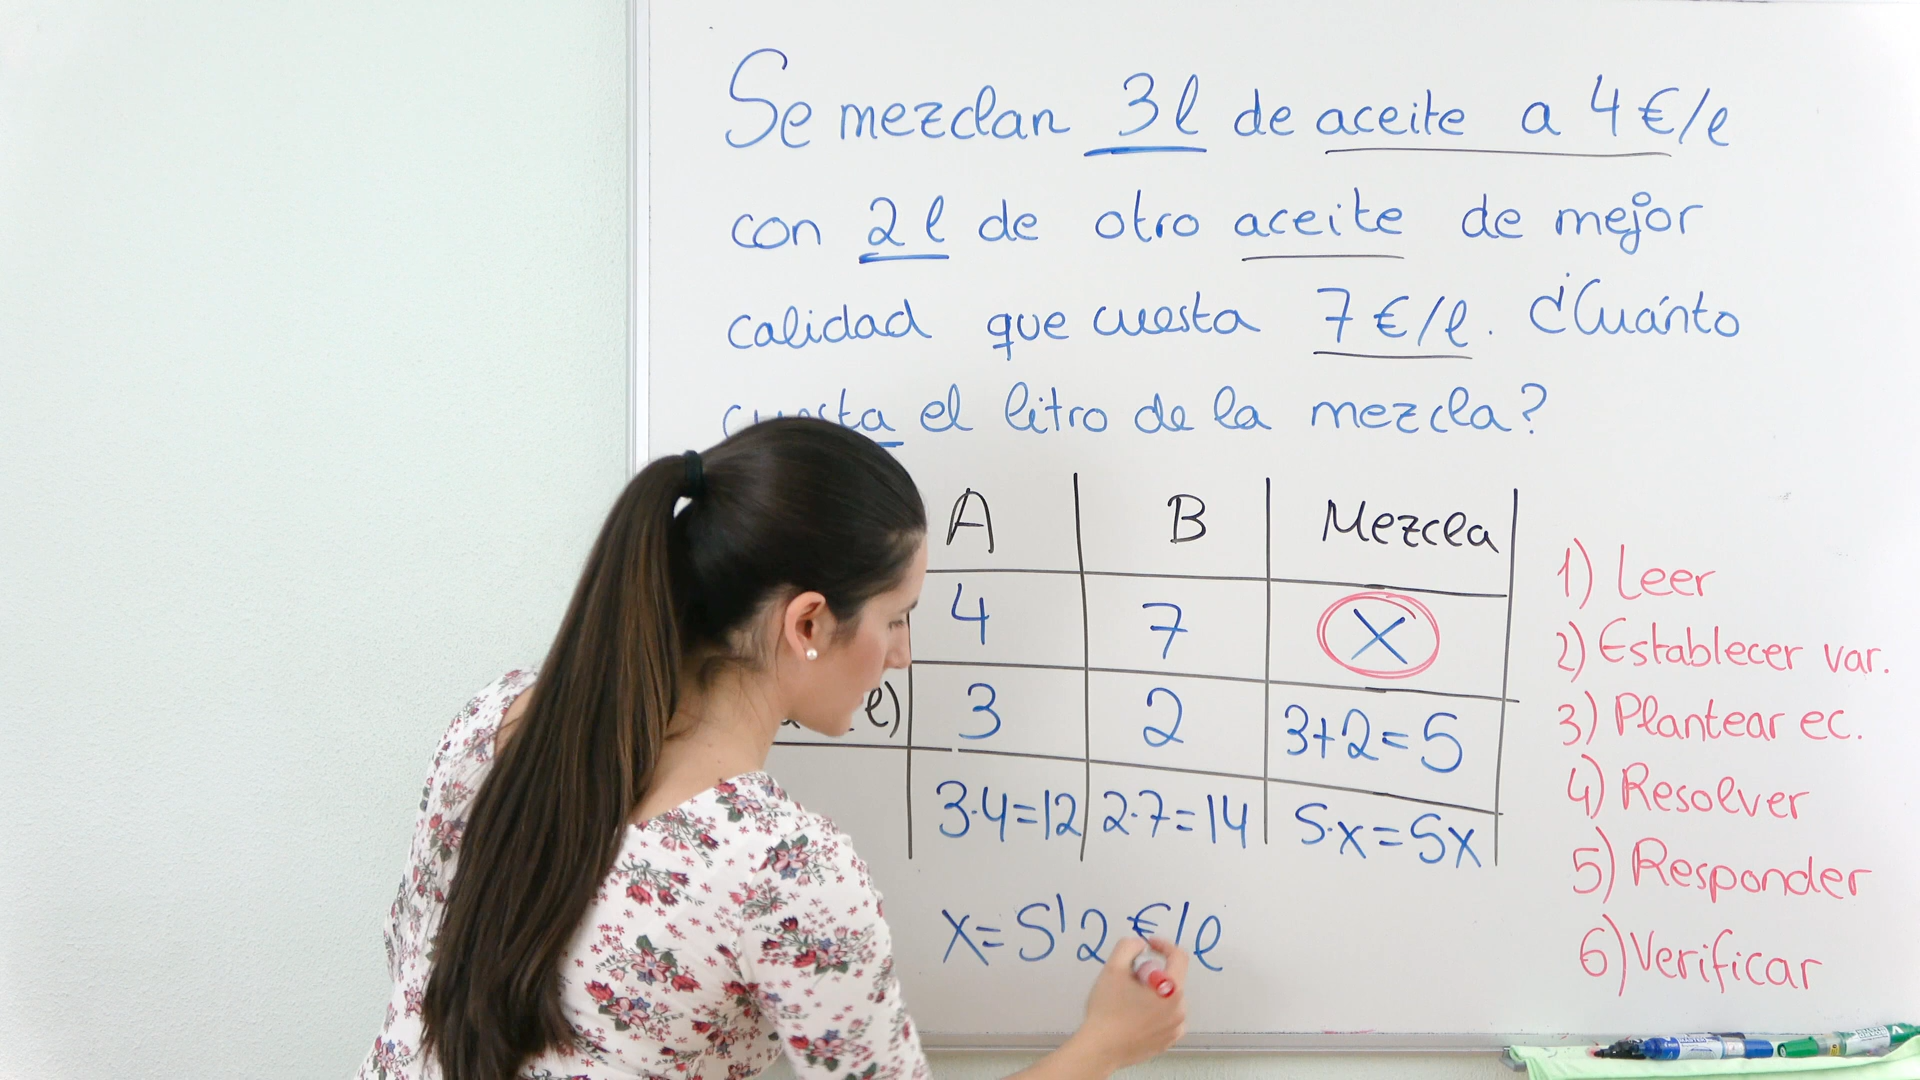 Se mezclan 3l de aceite a 4€/l
con 2l de otro aceite de mejor
calidad que cuesta 7€/l. ¿Cuánto
cuesta el litro de la mezcla?
A B Mezcla
4 7 X
l) 3 2 3+2=5
3·4=12 2·7=14 5·x=5x
x=5'2 €/l
1) Leer
2) Establecer var.
3) Plantear ec.
4) Resolver
5) Responder
6) Verificar